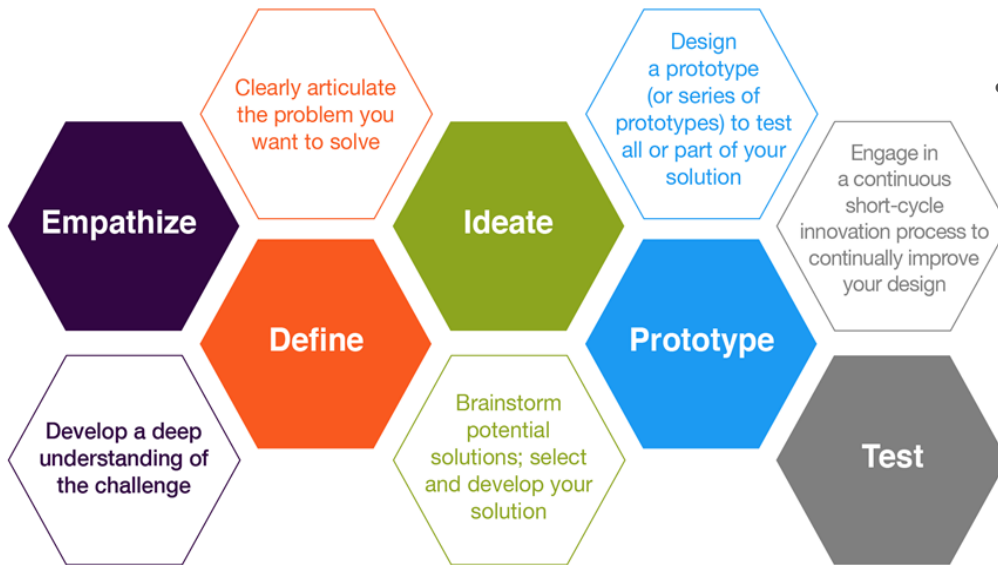 Empathize
Develop a deep
understanding of
the challenge
Clearly articulate
the problem you
want to solve
Define
Ideate
Brainstorm
potential
solutions; select
and develop your
solution
Design
a prototype
(or series of
prototypes) to test
all or part of your
solution
Prototype
Engage in
a continuous
short-cycle
innovation process to
continually improve
your design
Test